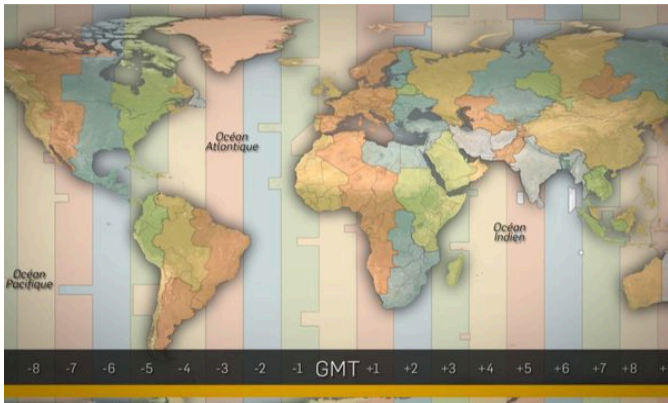 Océan
Atlantique
Océan
Indien
Océan
Pacifique
-8 -7 -6 -5 -4 -3 -2 -1 GMT +1 +2 +3 +4 +5 +6 +7 +8 +